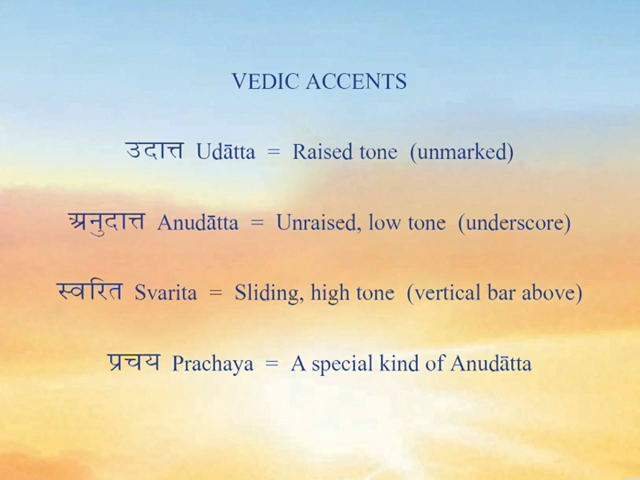 VEDIC ACCENTS
उदात्त Udātta = Raised tone (unmarked)
अनुदात्त Anudātta = Unraised, low tone (underscore)
स्वरित Svarita = Sliding, high tone (vertical bar above)
प्रचय Prachaya = A special kind of Anudātta